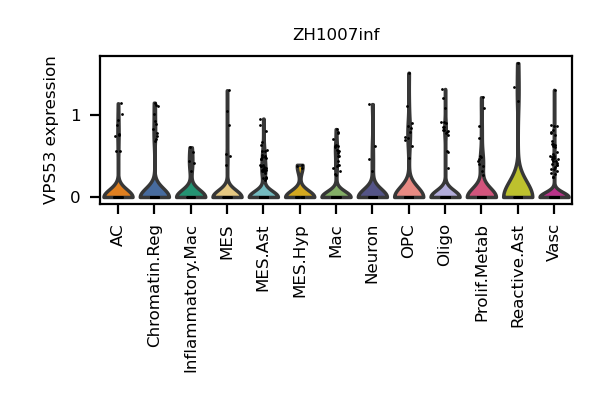 ZH1007inf
VPS53 expression
1
0
AC
Chromatin.Reg
Inflammatory.Mac
MES
MES.Ast
MES.Hyp
Mac
Neuron
OPC
Oligo
Prolif.Metab
Reactive.Ast
Vasc